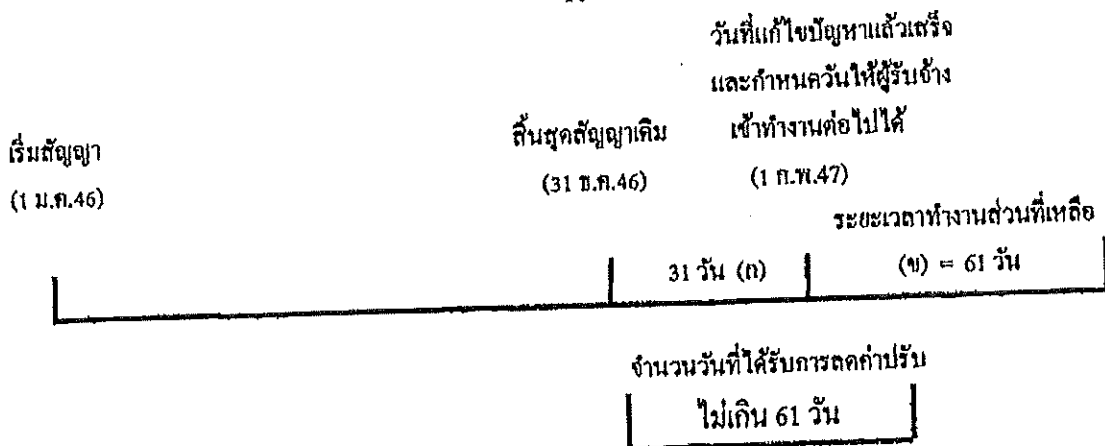 วันที่แก้ไขปัญหาแล้วเสร็จ
และกำหนดวันให้ผู้รับจ้าง
เข้าทำงานต่อไปได้
(1 ก.พ.47)
เริ่มสัญญา
(1 ม.ค.46)
สิ้นสุดสัญญาเดิม
(31 ธ.ค.46)
ระยะเวลาทำงานส่วนที่เหลือ
31 วัน (ก)
(ข) = 61 วัน
จำนวนวันที่ได้รับการลดค่าปรับ
ไม่เกิน 61 วัน